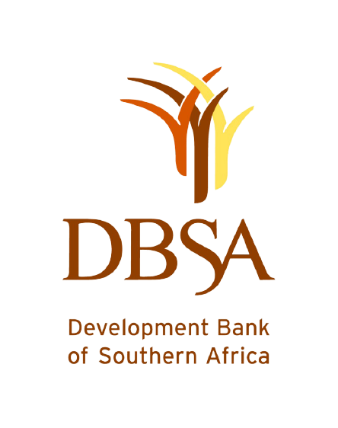 DBSA
Development Bank
of Southern Africa